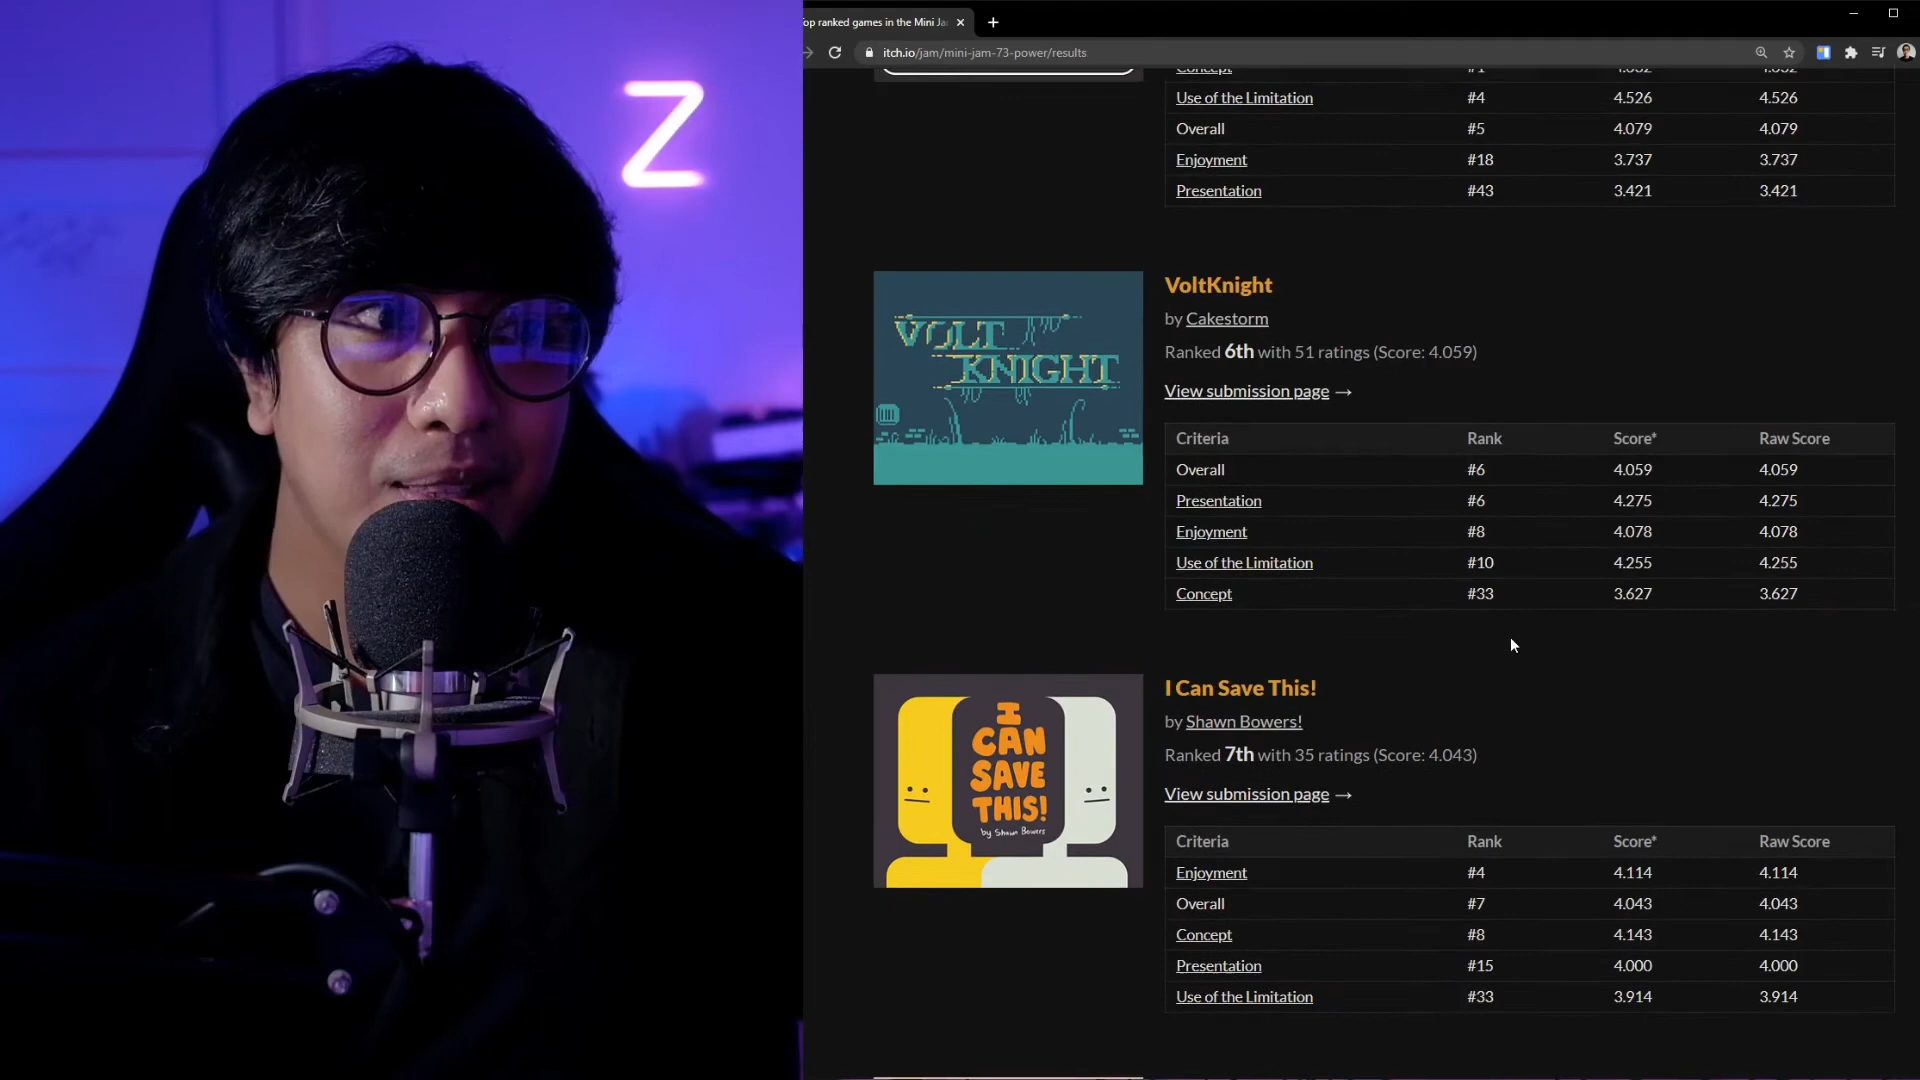 Z
Top ranked games in the Mini Ja
itch.io/jam/mini-jam-73-power/results
Concept #1
Use of the Limitation #4 4.526 4.526
Overall #5 4.079 4.079
Enjoyment #18 3.737 3.737
Presentation #43 3.421 3.421
VOLT
KNIGHT
VoltKnight
by Cakestorm
Ranked 6th with 51 ratings (Score: 4.059)
View submission page →
Criteria Rank Score* Raw Score
Overall #6 4.059 4.059
Presentation #6 4.275 4.275
Enjoyment #8 4.078 4.078
Use of the Limitation #10 4.255 4.255
Concept #33 3.627 3.627
I
CAN
SAVE
THIS!
by Shawn Bowers
I Can Save This!
by Shawn Bowers!
Ranked 7th with 35 ratings (Score: 4.043)
View submission page →
Criteria Rank Score* Raw Score
Enjoyment #4 4.114 4.114
Overall #7 4.043 4.043
Concept #8 4.143 4.143
Presentation #15 4.000 4.000
Use of the Limitation #33 3.914 3.914